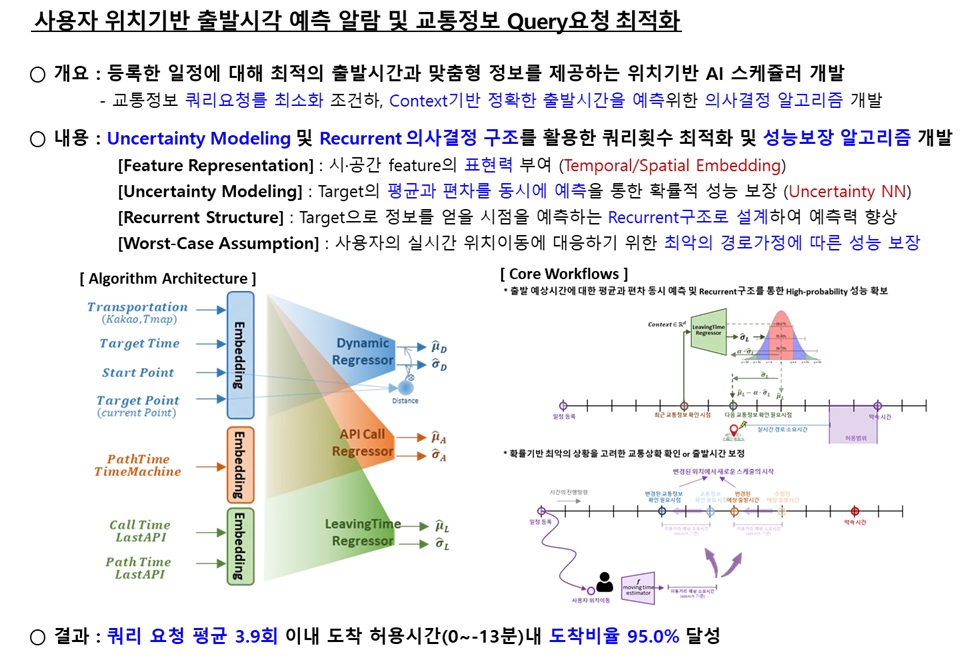 사용자 위치기반 출발시각 예측 알람 및 교통정보 Query요청 최적화
○ 개요 : 등록한 일정에 대해 최적의 출발시간과 맞춤형 정보를 제공하는 위치기반 AI 스케쥴러 개발
- 교통정보 쿼리요청를 최소화 조건하, Context기반 정확한 출발시간을 예측위한 의사결정 알고리즘 개발
○ 내용 : Uncertainty Modeling 및 Recurrent 의사결정 구조를 활용한 쿼리횟수 최적화 및 성능보장 알고리즘 개발
[Feature Representation] : 시·공간 feature의 표현력 부여 (Temporal/Spatial Embedding)
[Uncertainty Modeling] : Target의 평균과 편차를 동시에 예측을 통한 확률적 성능 보장 (Uncertainty NN)
[Recurrent Structure] : Target으로 정보를 얻을 시점을 예측하는 Recurrent구조로 설계하여 예측력 향상
[Worst-Case Assumption] : 사용자의 실시간 위치이동에 대응하기 위한 최악의 경로가정에 따른 성능 보장
[ Algorithm Architecture ]
Transportation
(Kakao,Tmap)
Target Time
Start Point
Target Point
(current Point)
Embedding
PathTime
TimeMachine
Embedding
Call Time
LastAPI
Path Time
LastAPI
Embedding
Dynamic
Regressor
μ̂_D
σ̂_D
Distance
API Call
Regressor
μ̂_A
σ̂_A
LeavingTime
Regressor
μ̂_L
σ̂_L
[ Core Workflows ]
* 출발 예상시간에 대한 평균과 편차 동시 예측 및 Recurrent구조를 통한 High-probability 성능 확보
Context ∈ ℝᵈ
LeavingTime
Regressor
σ̂_L
α · σ̂_L
σ̂_L
μ̂_L − α · σ̂_L
μ̂_L
일정 등록
최근 교통정보 확인 시점
다음 교통정보 확인 필요시점
약속 시간
실시간 경로 소요시간
허용범위
* 확률기반 최악의 상황을 고려한 교통상황 확인 or 출발시간 보정
변경된 위치에서 새로운 스케줄의 시작
시간의 진행방향
변경된 교통정보
확인 필요시점
교통정보
확인 필요시점
변경된
예상 출발시간
예상 출발시간
일정 등록
약속 시간
사용자 위치이동
f
moving time
estimator
이동거리 예상 소요시간
○ 결과 : 쿼리 요청 평균 3.9회 이내 도착 허용시간(0~-13분)내 도착비율 95.0% 달성